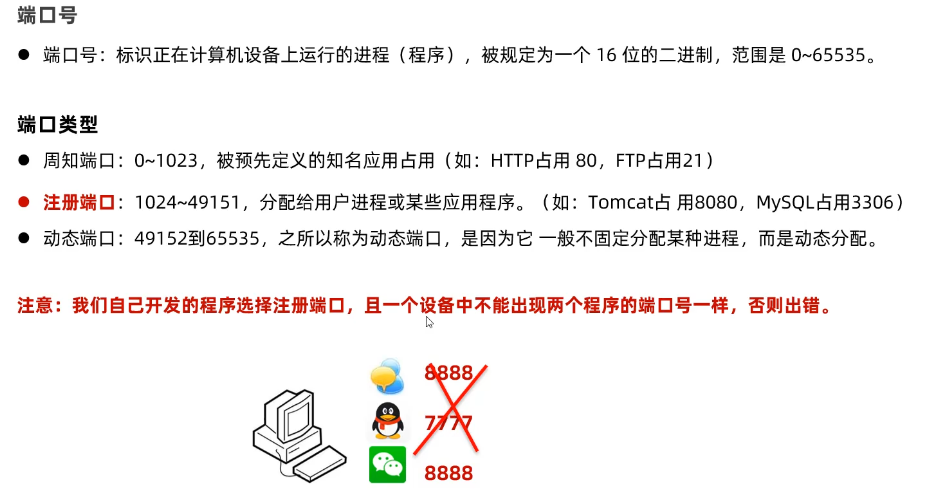 端口号
● 端口号：标识正在计算机设备上运行的进程（程序），被规定为一个 16 位的二进制，范围是 0~65535。
端口类型
● 周知端口：0~1023，被预先定义的知名应用占用（如：HTTP占用 80，FTP占用21）
● 注册端口：1024~49151，分配给用户进程或某些应用程序。（如：Tomcat占 用8080，MySQL占用3306）
● 动态端口：49152到65535，之所以称为动态端口，是因为它 一般不固定分配某种进程，而是动态分配。
注意：我们自己开发的程序选择注册端口，且一个设备中不能出现两个程序的端口号一样，否则出错。
8888
7777
8888